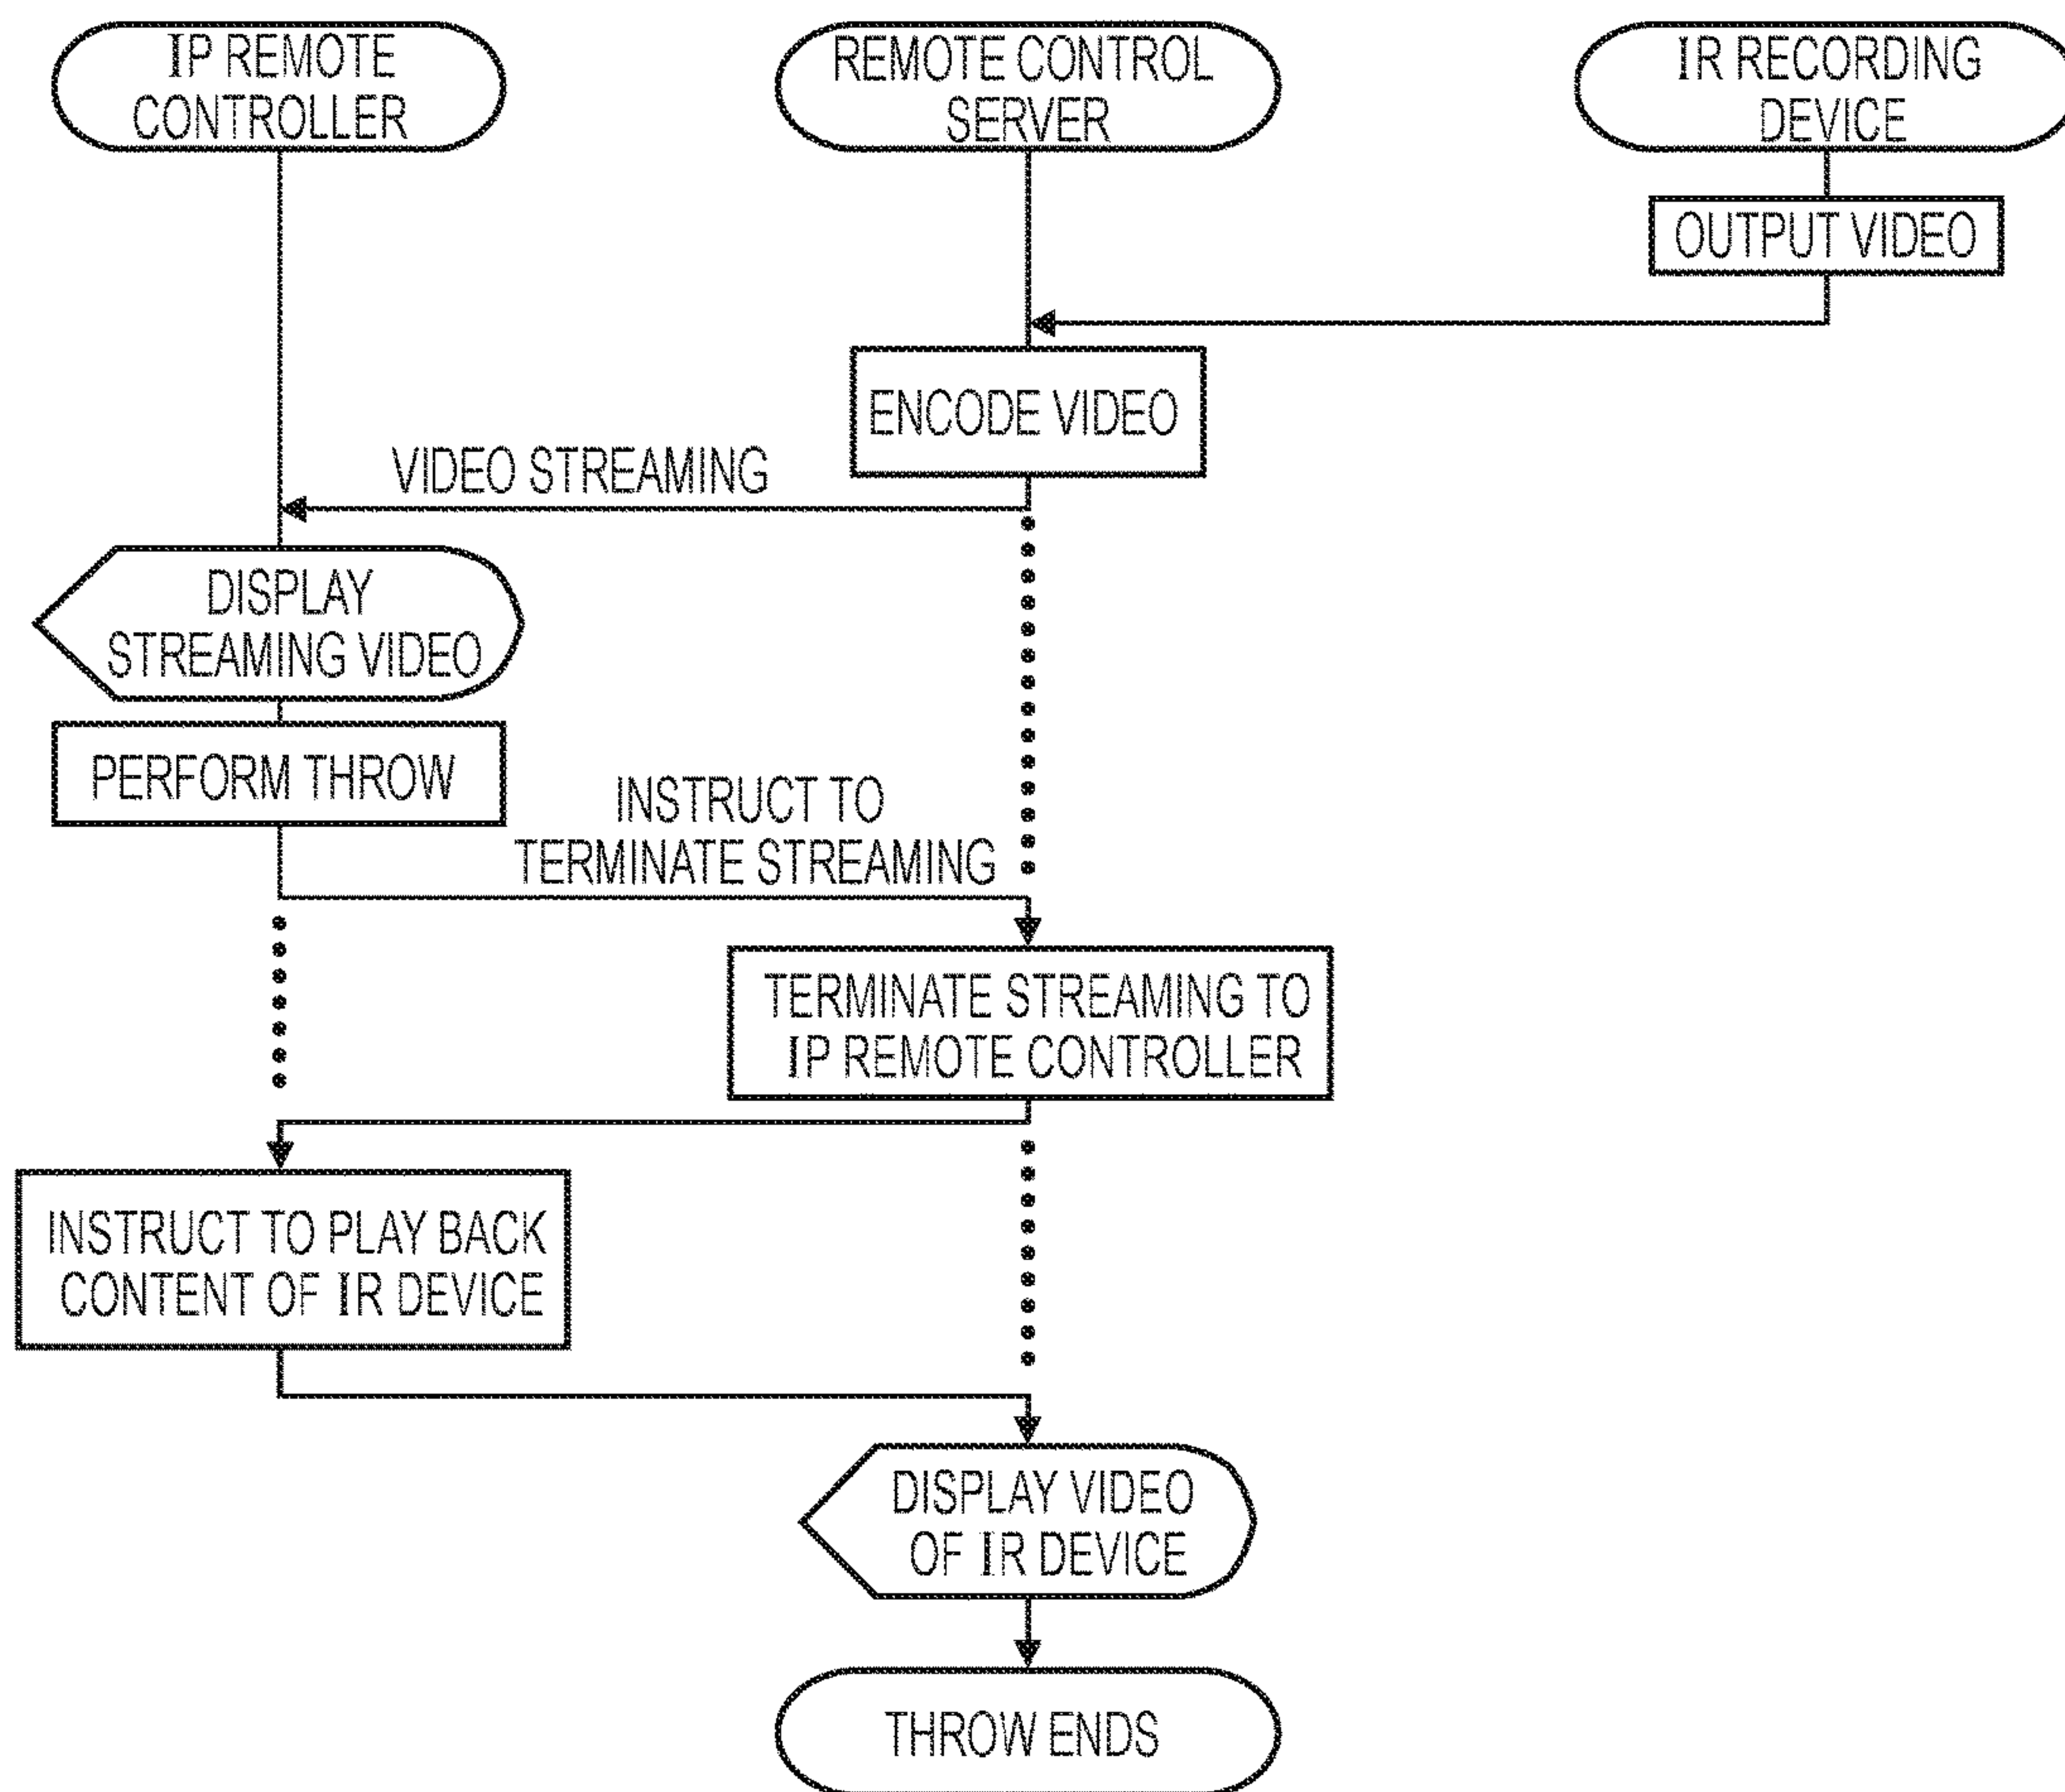 IP REMOTE
CONTROLLER
REMOTE CONTROL
SERVER
IR RECORDING
DEVICE
OUTPUT VIDEO
ENCODE VIDEO
VIDEO STREAMING
DISPLAY
STREAMING VIDEO
PERFORM THROW
INSTRUCT TO
TERMINATE STREAMING
TERMINATE STREAMING TO
IP REMOTE CONTROLLER
INSTRUCT TO PLAY BACK
CONTENT OF IR DEVICE
DISPLAY VIDEO
OF IR DEVICE
THROW ENDS